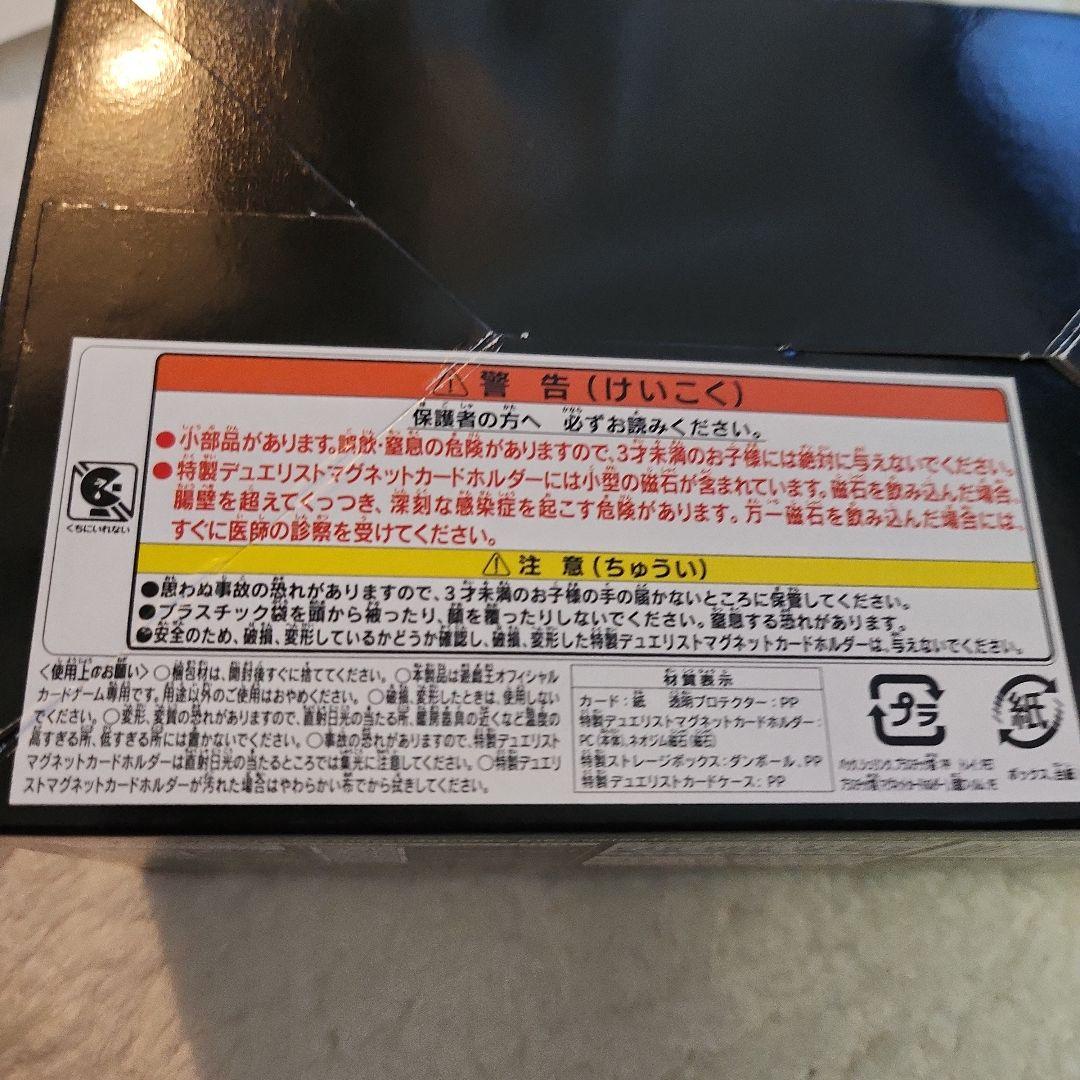 ⚠警 告(けいこく)
保護者の方へ 必ずお読みください。
●小部品があります。誤飲・窒息の危険がありますので、3才未満のお子様には絶対に与えないでください。
●特製デュエリストマグネットカードホルダーには小型の磁石が含まれています。磁石を飲み込んだ場合、
腸壁を超えてくっつき、深刻な感染症を起こす危険があります。万一磁石を飲み込んだ場合には、
すぐに医師の診察を受けてください。
くちにいれない
⚠注 意(ちゅうい)
●思わぬ事故の恐れがありますので、3才未満のお子様の手の届かないところに保管してください。
●プラスチック袋を頭から被ったり、顔を覆ったりしないでください。窒息する恐れがあります。
●安全のため、破損、変形しているかどうか確認し、破損、変形した特製デュエリストマグネットカードホルダーは、与えないでください。
<使用上のお願い>○梱包材は、開封後すぐに捨ててください。○本製品は遊戯王オフィシャル
カードゲーム専用です。用途以外のご使用はおやめください。○破損、変形したときは、使用しない
でください。○変形、変質の恐れがありますので、直射日光の当たる所、暖房器具の近くなど温度の
高すぎる所、低すぎる所には置かないでください。○事故の恐れがありますので、特製デュエリスト
マグネットカードホルダーは直射日光の当たるところでは集光に注意してください。○特製デュエリ
ストマグネットカードホルダーが汚れた場合はやわらかい布でから拭きしてください。
材質表示
カード:紙 透明プロテクター:PP
特製デュエリストマグネットカードホルダー:
PC(本体)、ネオジム磁石(磁石)
特製ストレージボックス:ダンボール、PP
特製デュエリストカードケース:PP
プラ
紙
ボックス、台紙